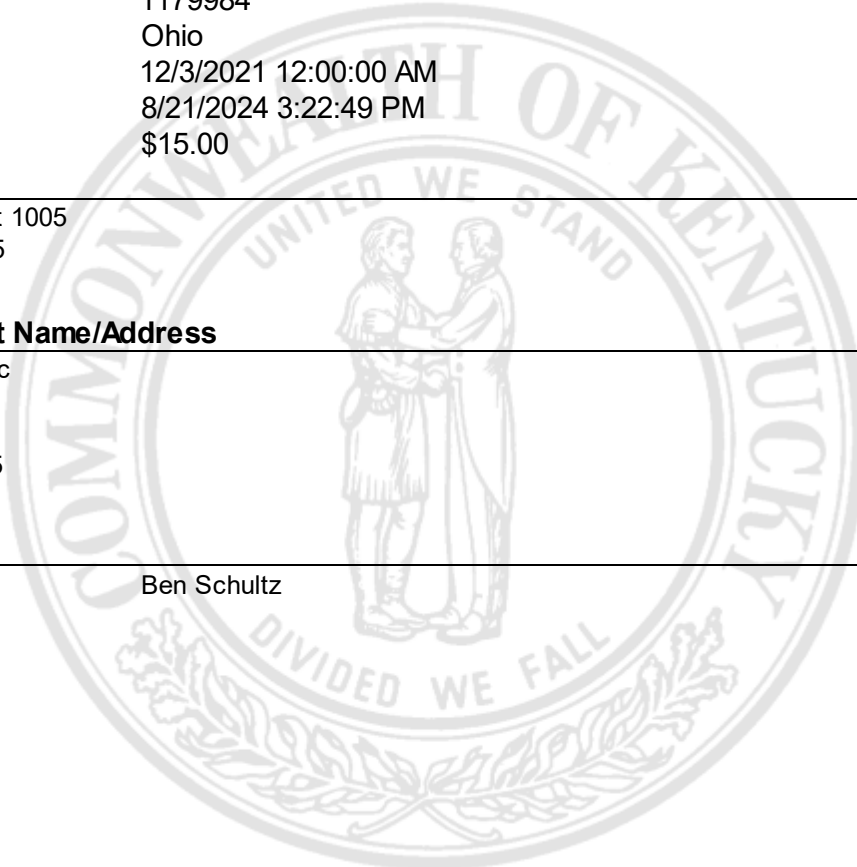 1179984
Ohio
12/3/2021 12:00:00 AM
8/21/2024 3:22:49 PM
$15.00
1005
Name/Address
Ben Schultz
COMMONWEALTH OF KENTUCKY
UNITED WE STAND
DIVIDED WE FALL